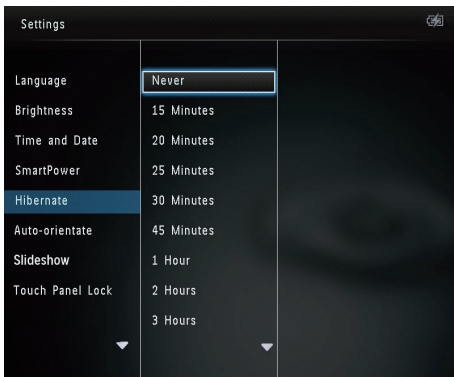 Settings
Language
Brightness
Time and Date
SmartPower
Hibernate
Auto-orientate
Slideshow
Touch Panel Lock
Never
15 Minutes
20 Minutes
25 Minutes
30 Minutes
45 Minutes
1 Hour
2 Hours
3 Hours